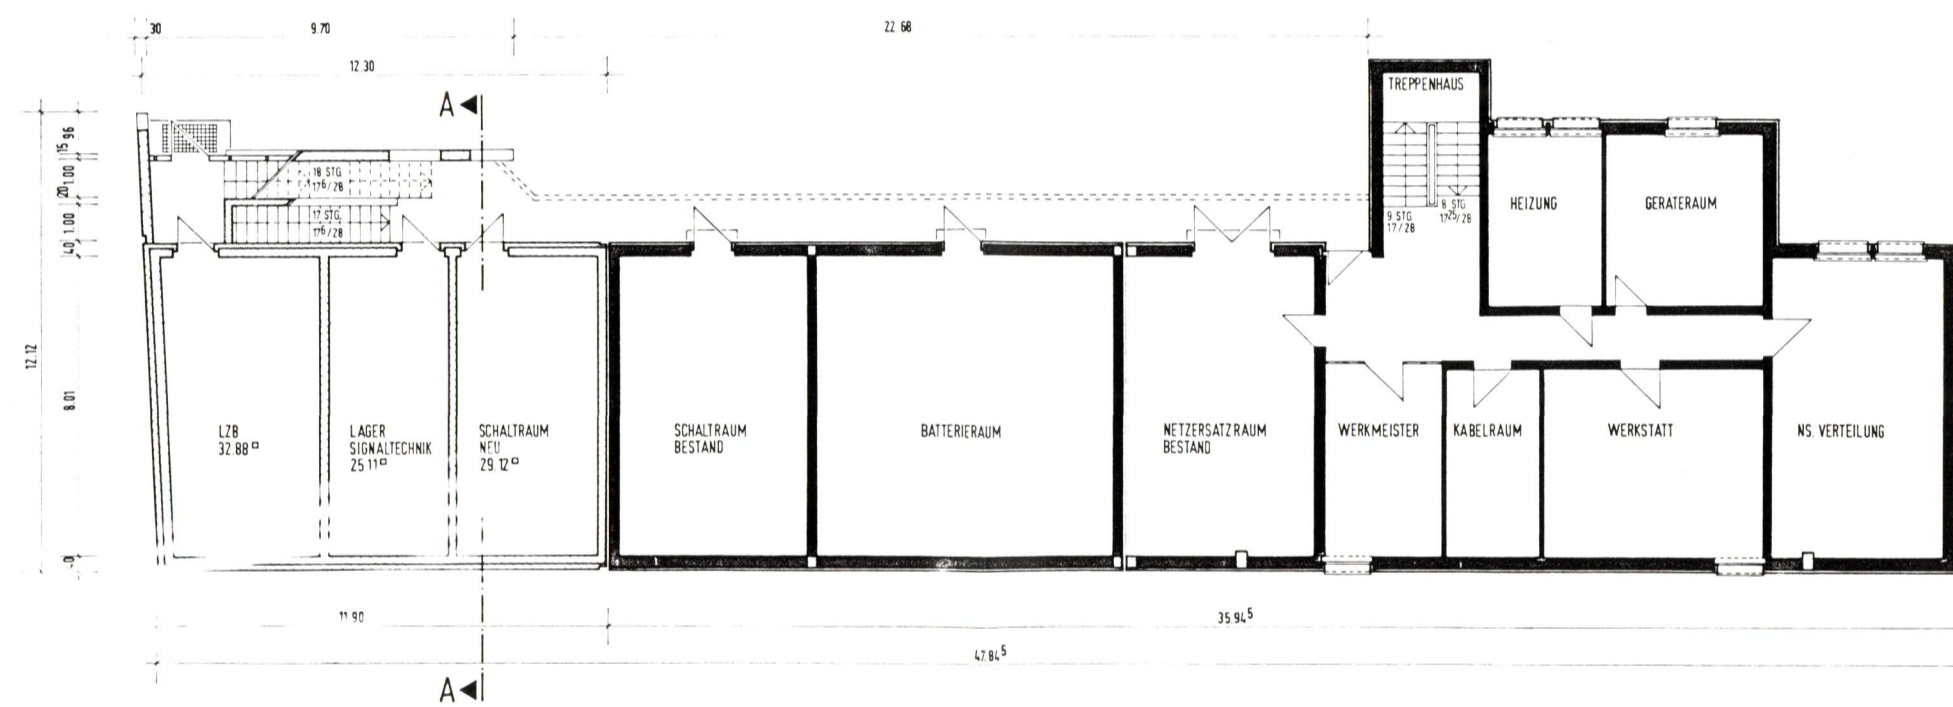 30
9.70
22.68
12.30
A
A
12.12
15
96
1.00
20
1.00
40
8.01
18 STG
17⁶/28
17 STG.
17⁶/28
TREPPENHAUS
9 STG
17/28
8 STG
17²⁵/28
HEIZUNG
GERÄTERAUM
LZB
32.88 □
LAGER
SIGNALTECHNIK
25.11 □
SCHALTRAUM
NEU
29.12 □
SCHALTRAUM
BESTAND
BATTERIERAUM
NETZERSATZRAUM
BESTAND
WERKMEISTER
KABELRAUM
WERKSTATT
NS. VERTEILUNG
11.90
35.94⁵
47.84⁵